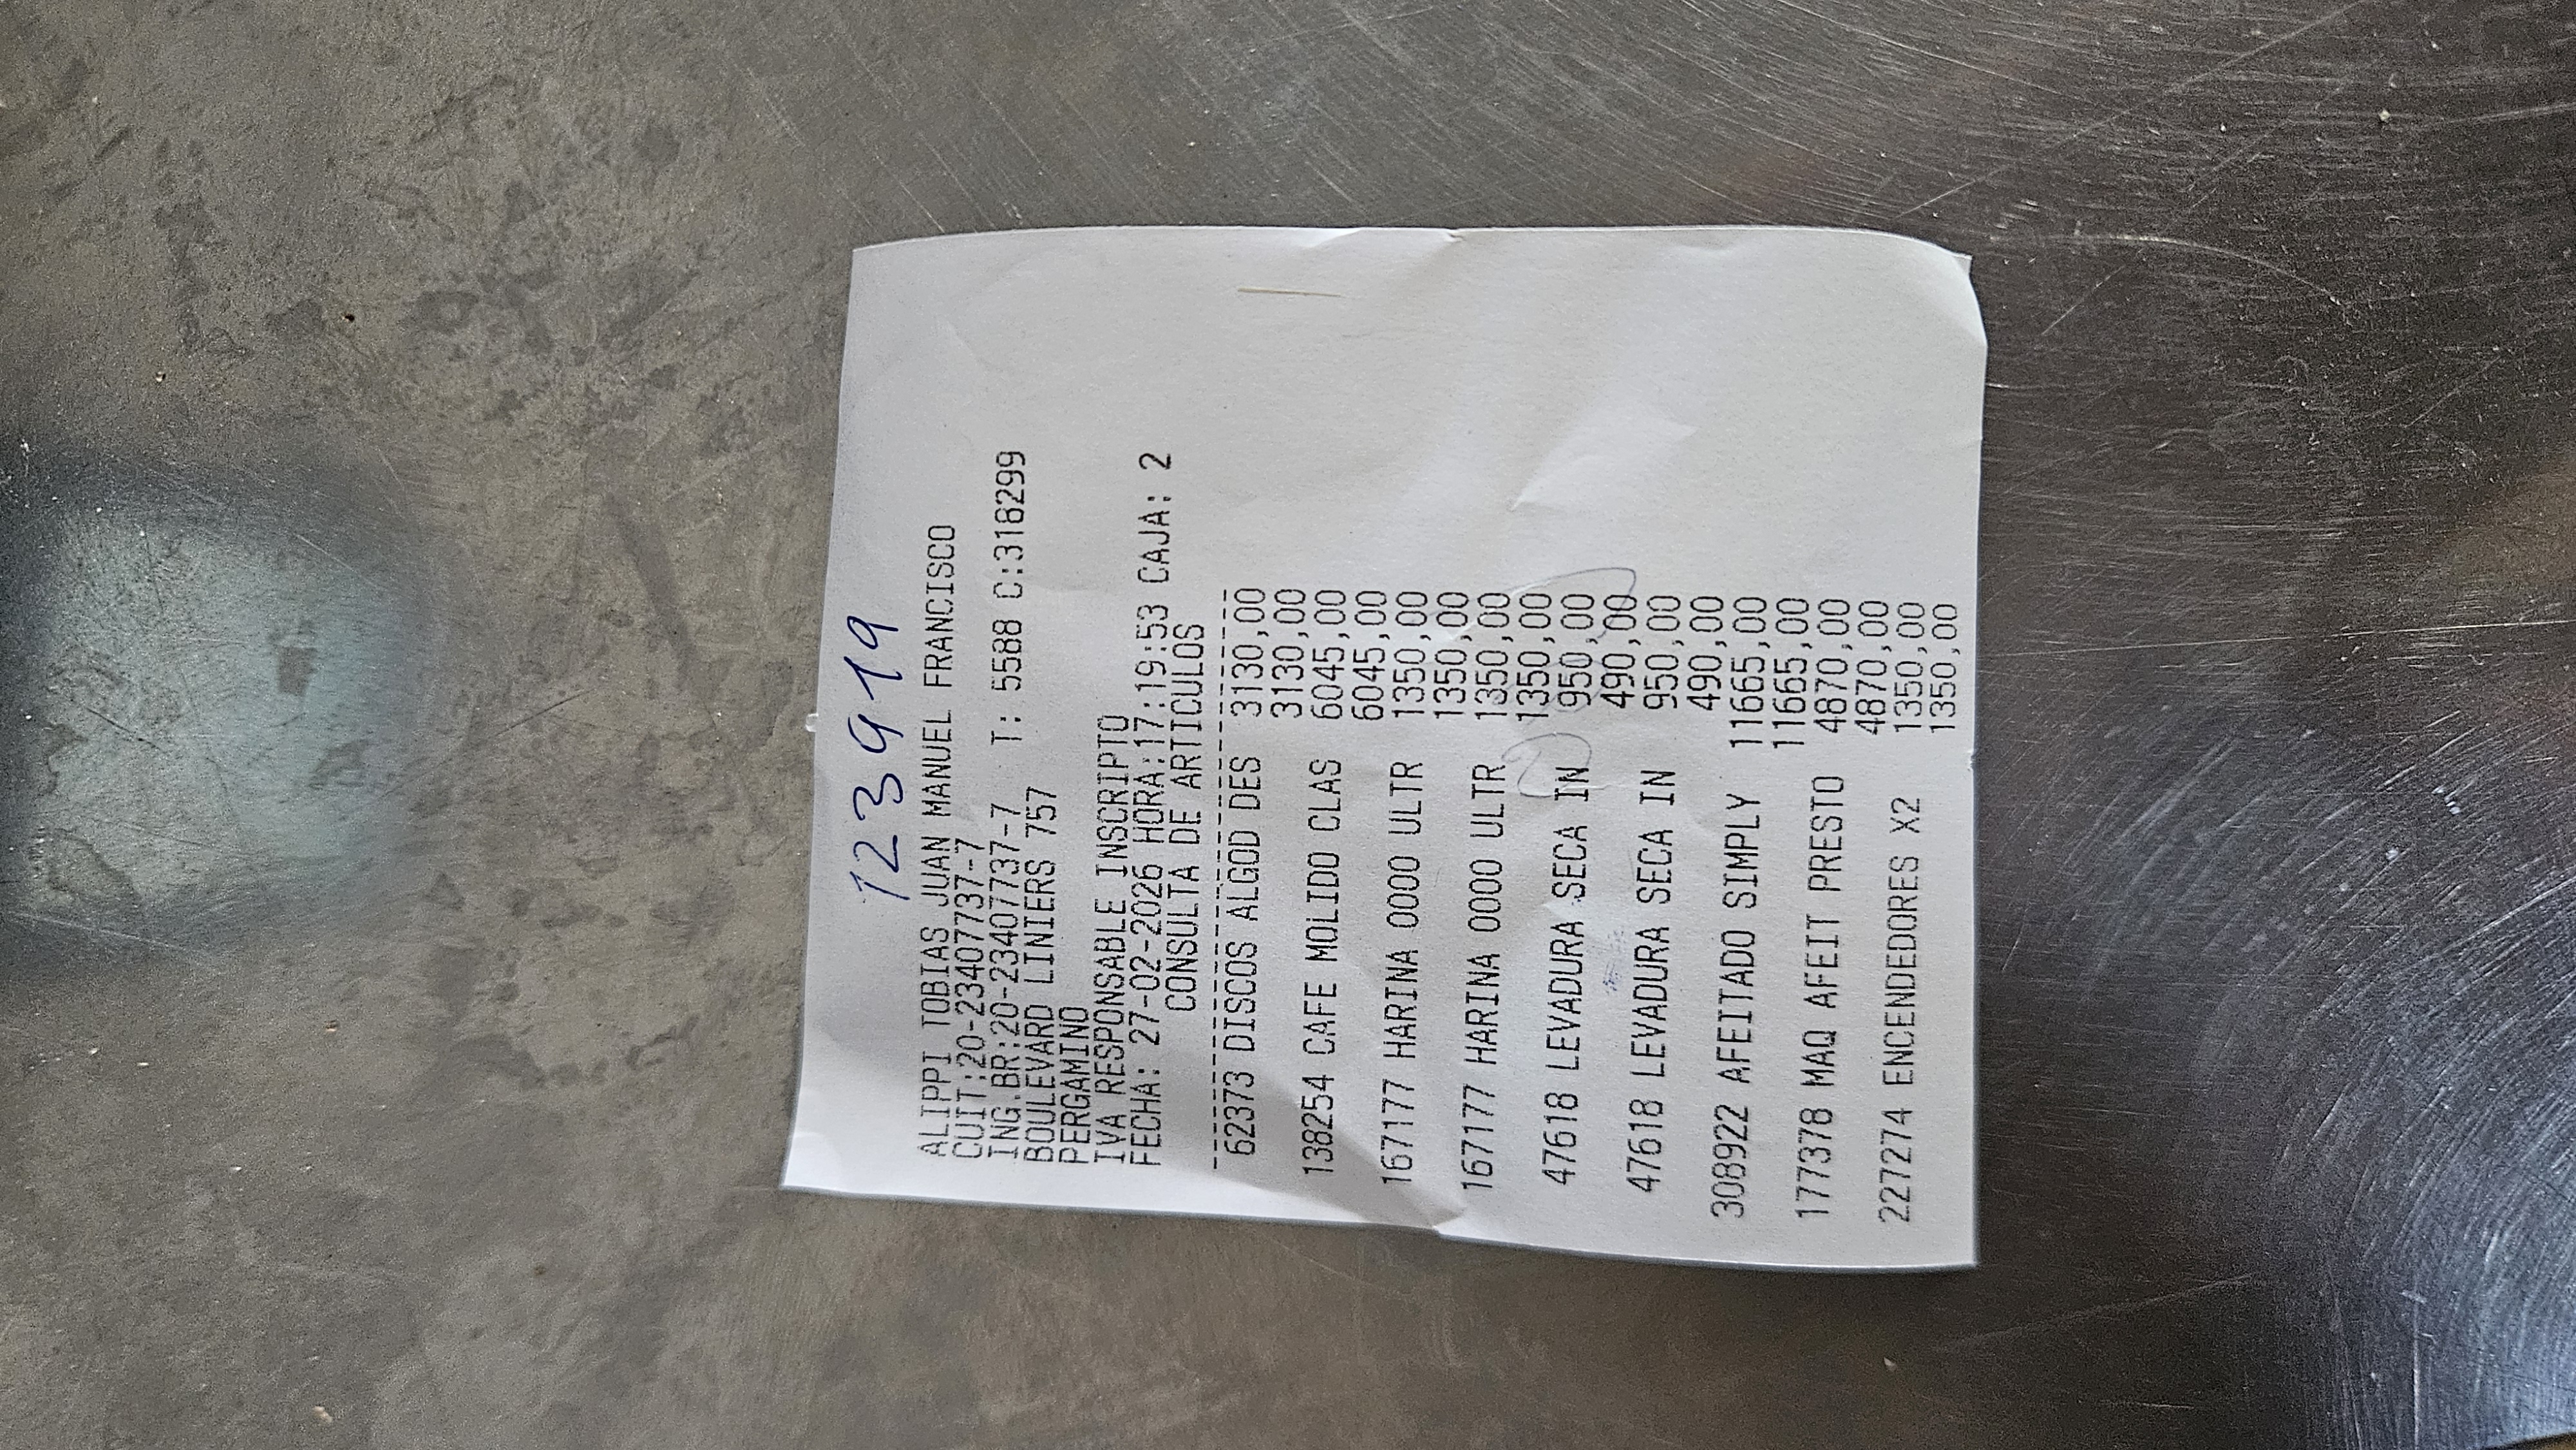 123919
ALIPPI TOBIAS JUAN MANUEL FRANCISCO
CUIT:20-23407737-7
ING.BR:20-23407737-7 T: 5588 C:318299
BOULEVARD LINIERS 757
PERGAMINO
IVA RESPONSABLE INSCRIPTO
FECHA: 27-02-2026 HORA:17:19:53 CAJA: 2
CONSULTA DE ARTICULOS
62373 DISCOS ALGOD DES 3130,00
3130,00
138254 CAFE MOLIDO CLAS 6045,00
6045,00
167177 HARINA 0000 ULTR 1350,00
1350,00
167177 HARINA 0000 ULTR 1350,00
1350,00
47618 LEVADURA SECA IN 950,00
490,00
47618 LEVADURA SECA IN 950,00
490,00
308922 AFEITADO SIMPLY 11665,00
11665,00
177378 MAQ AFEIT PRESTO 4870,00
4870,00
227274 ENCENDEDORES X2 1350,00
1350,00